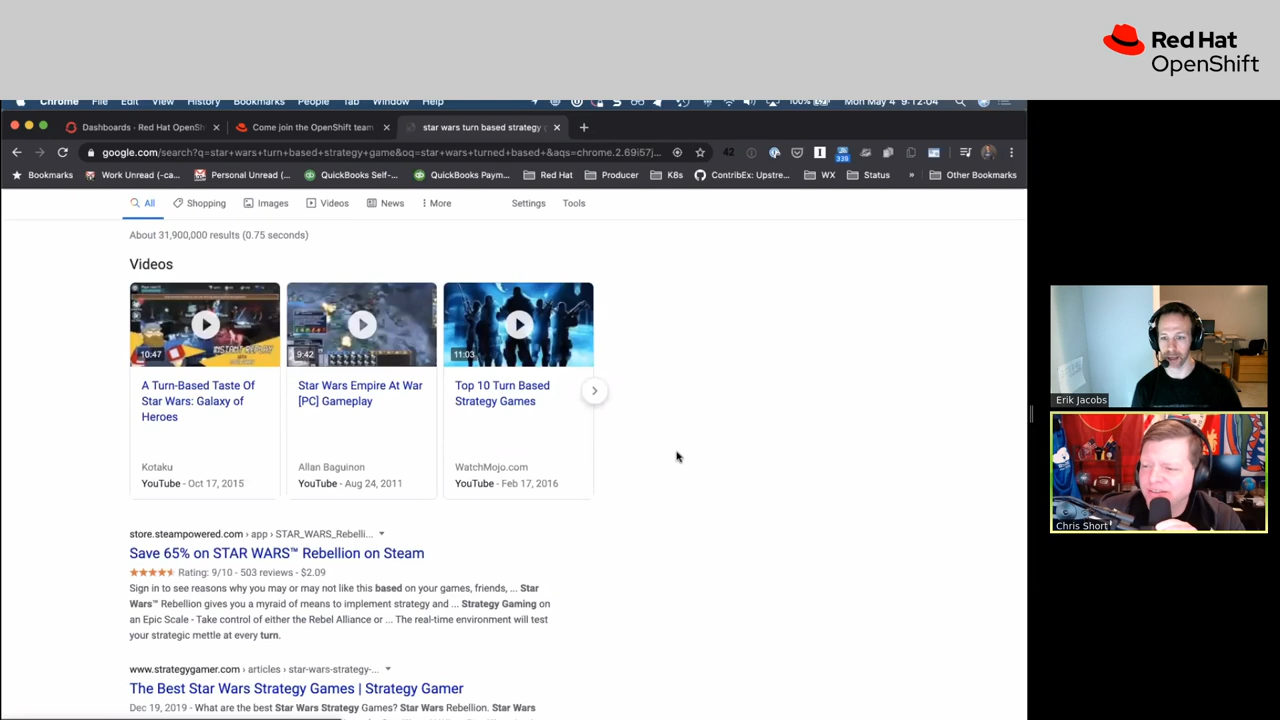 Red Hat
OpenShift
Chrome File Edit View History Bookmarks People Tab Window Help 100% Mon May 4 9:12:04
Dashboards · Red Hat OpenSh
Come join the OpenShift team
star wars turn based strategy g
google.com/search?q=star+wars+turn+based+strategy+game&oq=star+wars+turned+based+&aqs=chrome.2.69i57j...
42
339
Bookmarks Work Unread (-ca... Personal Unread (... QuickBooks Self-... QuickBooks Paym... Red Hat Producer K8s ContribEx: Upstre... WX Status » Other Bookmarks
All Shopping Images Videos News More Settings Tools
About 31,900,000 results (0.75 seconds)
Videos
INSTANT REPLAY
10:47
9:42
11:03
A Turn-Based Taste Of
Star Wars: Galaxy of
Heroes
Kotaku
YouTube - Oct 17, 2015
Star Wars Empire At War
[PC] Gameplay
Allan Baguinon
YouTube - Aug 24, 2011
Top 10 Turn Based
Strategy Games
WatchMojo.com
YouTube - Feb 17, 2016
store.steampowered.com › app › STAR_WARS_Rebelli...
Save 65% on STAR WARS™ Rebellion on Steam
Rating: 9/10 - 503 reviews - $2.09
Sign in to see reasons why you may or may not like this based on your games, friends, ... Star
Wars™ Rebellion gives you a myraid of means to implement strategy and ... Strategy Gaming on
an Epic Scale - Take control of either the Rebel Alliance or ... The real-time environment will test
your strategic mettle at every turn.
www.strategygamer.com › articles › star-wars-strategy-...
The Best Star Wars Strategy Games | Strategy Gamer
Dec 19, 2019 - What are the best Star Wars Strategy Games? Star Wars Rebellion. Star Wars
Erik Jacobs
Chris Short